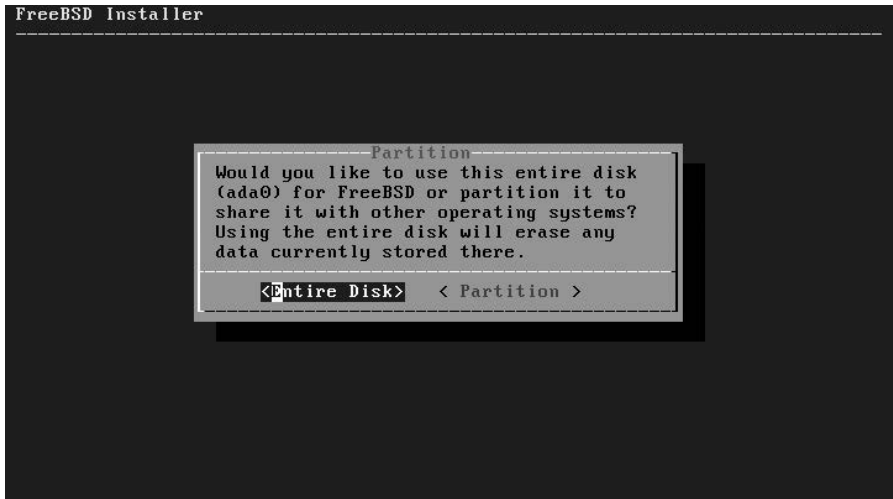 FreeBSD Installer
Partition
Would you like to use this entire disk
(ada0) for FreeBSD or partition it to
share it with other operating systems?
Using the entire disk will erase any
data currently stored there.
<Entire Disk> < Partition >